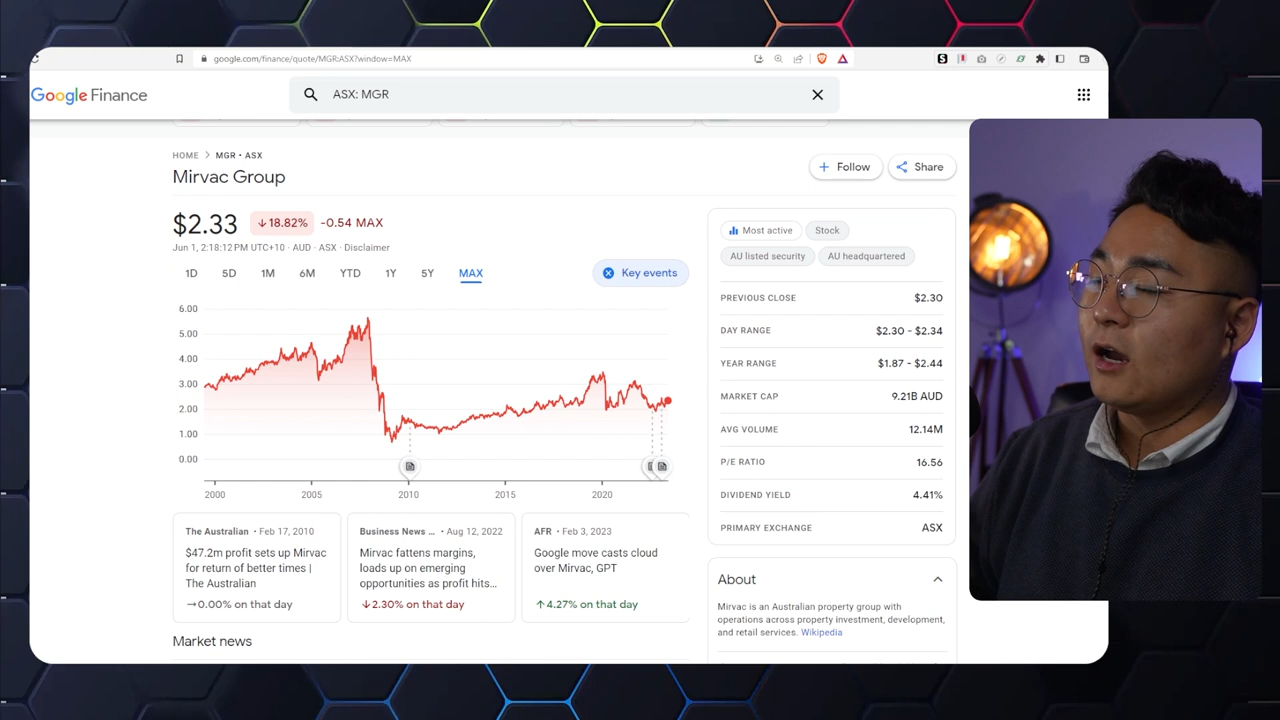 google.com/finance/quote/MGR:ASX?window=MAX
Google Finance
ASX: MGR
HOME > MGR • ASX
Mirvac Group
Follow
Share
$2.33
↓18.82%
-0.54 MAX
Jun 1, 2:18:12 PM UTC+10 · AUD · ASX · Disclaimer
1D
5D
1M
6M
YTD
1Y
5Y
MAX
Key events
6.00
5.00
4.00
3.00
2.00
1.00
0.00
2000
2005
2010
2015
2020
The Australian • Feb 17, 2010
$47.2m profit sets up Mirvac
for return of better times |
The Australian
→0.00% on that day
Business News ... • Aug 12, 2022
Mirvac fattens margins,
loads up on emerging
opportunities as profit hits...
↓2.30% on that day
AFR • Feb 3, 2023
Google move casts cloud
over Mirvac, GPT
↑4.27% on that day
Market news
Most active
Stock
AU listed security
AU headquartered
PREVIOUS CLOSE $2.30
DAY RANGE $2.30 - $2.34
YEAR RANGE $1.87 - $2.44
MARKET CAP 9.21B AUD
AVG VOLUME 12.14M
P/E RATIO 16.56
DIVIDEND YIELD 4.41%
PRIMARY EXCHANGE ASX
About
Mirvac is an Australian property group with
operations across property investment, development,
and retail services. Wikipedia